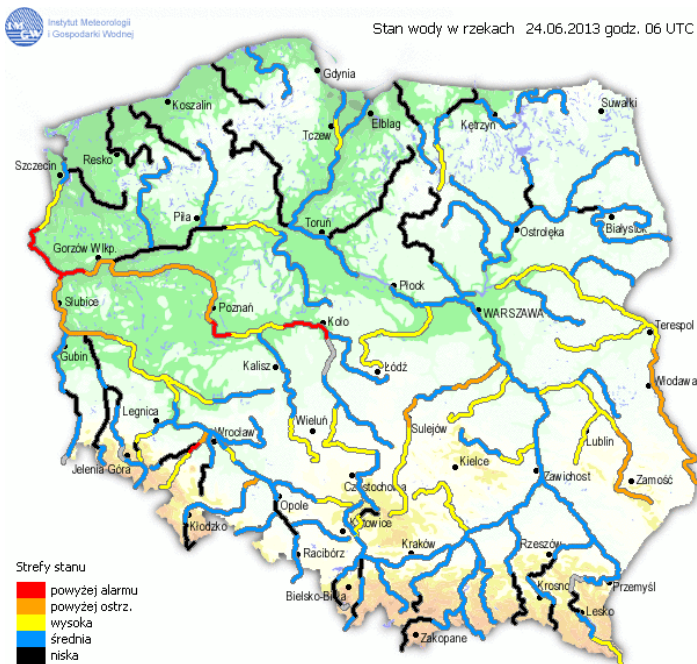 Instytut Meteorologii
i Gospodarki Wodnej
Stan wody w rzekach 24.06.2013 godz. 06 UTC
Gdynia
Koszalin
Suwałki
Elbląg
Kętrzyn
Tczew
Resko
Szczecin
Piła
Toruń
Ostrołęka
Białystok
Gorzów Wlkp.
Płock
Słubice
Poznań
Koło
WARSZAWA
Terespol
Gubin
Kalisz
Łódź
Włodawa
Legnica
Wrocław
Wieluń
Sulejów
Lublin
Jelenia Góra
Kielce
Zawichost
Zamość
Częstochowa
Opole
Kłodzko
Katowice
Racibórz
Kraków
Rzeszów
Przemyśl
Bielsko-Biała
Krosno
Lesko
Zakopane
Strefy stanu
powyżej alarmu
powyżej ostrz.
wysoka
średnia
niska